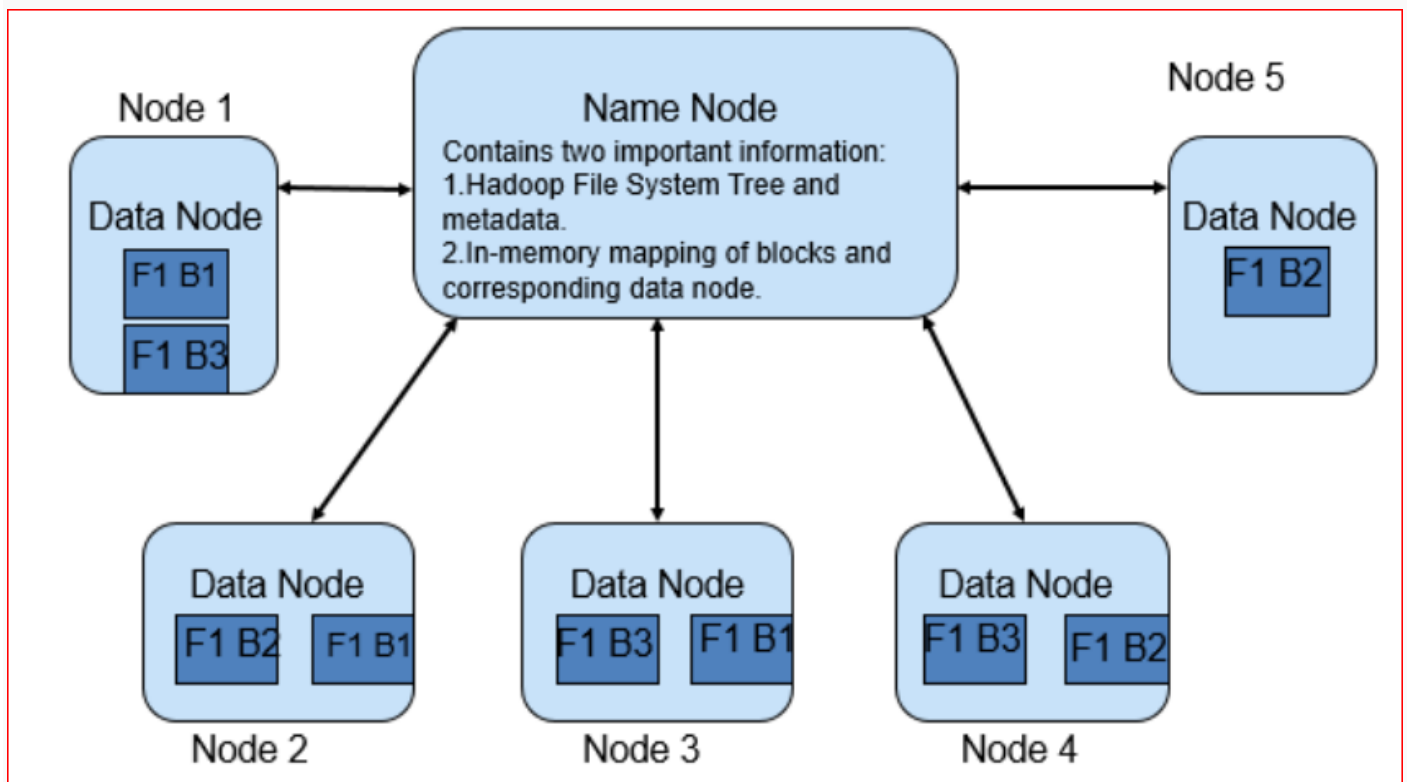 Node 1
Data Node
F1 B1
F1 B3
Name Node
Contains two important information:
1.Hadoop File System Tree and
metadata.
2.In-memory mapping of blocks and
corresponding data node.
Node 5
Data Node
F1 B2
Data Node
F1 B2 F1 B1
Node 2
Data Node
F1 B3 F1 B1
Node 3
Data Node
F1 B3 F1 B2
Node 4